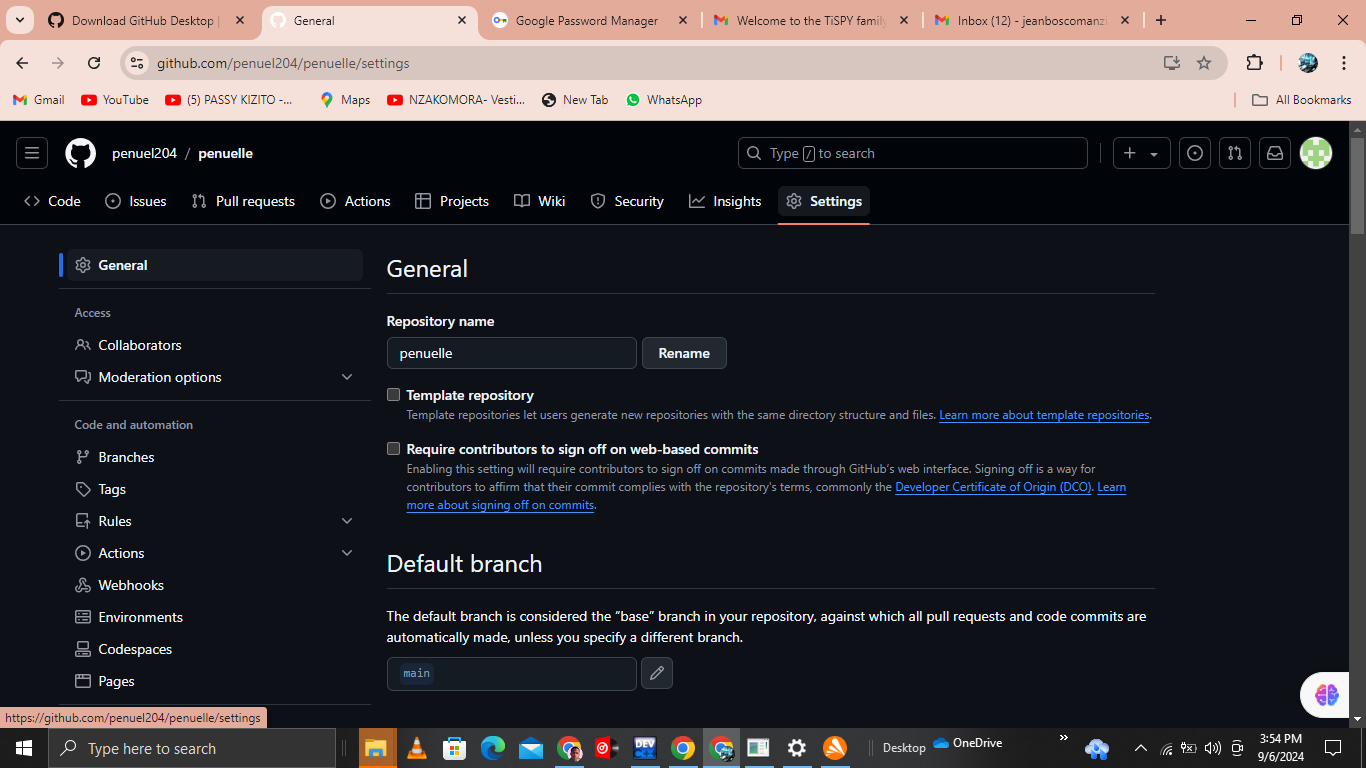 Download GitHub Desktop |
General
Google Password Manager
Welcome to the TiSPY family
Inbox (12) - jeanboscomanzi
github.com/penuel204/penuelle/settings
Gmail
YouTube
(5) PASSY KIZITO -...
Maps
NZAKOMORA- Vesti...
New Tab
WhatsApp
All Bookmarks
penuel204 / penuelle
Type / to search
Code
Issues
Pull requests
Actions
Projects
Wiki
Security
Insights
Settings
General
Access
Collaborators
Moderation options
Code and automation
Branches
Tags
Rules
Actions
Webhooks
Environments
Codespaces
Pages
General
Repository name
penuelle
Rename
Template repository
Template repositories let users generate new repositories with the same directory structure and files. Learn more about template repositories.
Require contributors to sign off on web-based commits
Enabling this setting will require contributors to sign off on commits made through GitHub's web interface. Signing off is a way for
contributors to affirm that their commit complies with the repository's terms, commonly the Developer Certificate of Origin (DCO). Learn
more about signing off on commits.
Default branch
The default branch is considered the “base” branch in your repository, against which all pull requests and code commits are
automatically made, unless you specify a different branch.
main
https://github.com/penuel204/penuelle/settings
Type here to search
DEV
Desktop
OneDrive
3:54 PM
9/6/2024